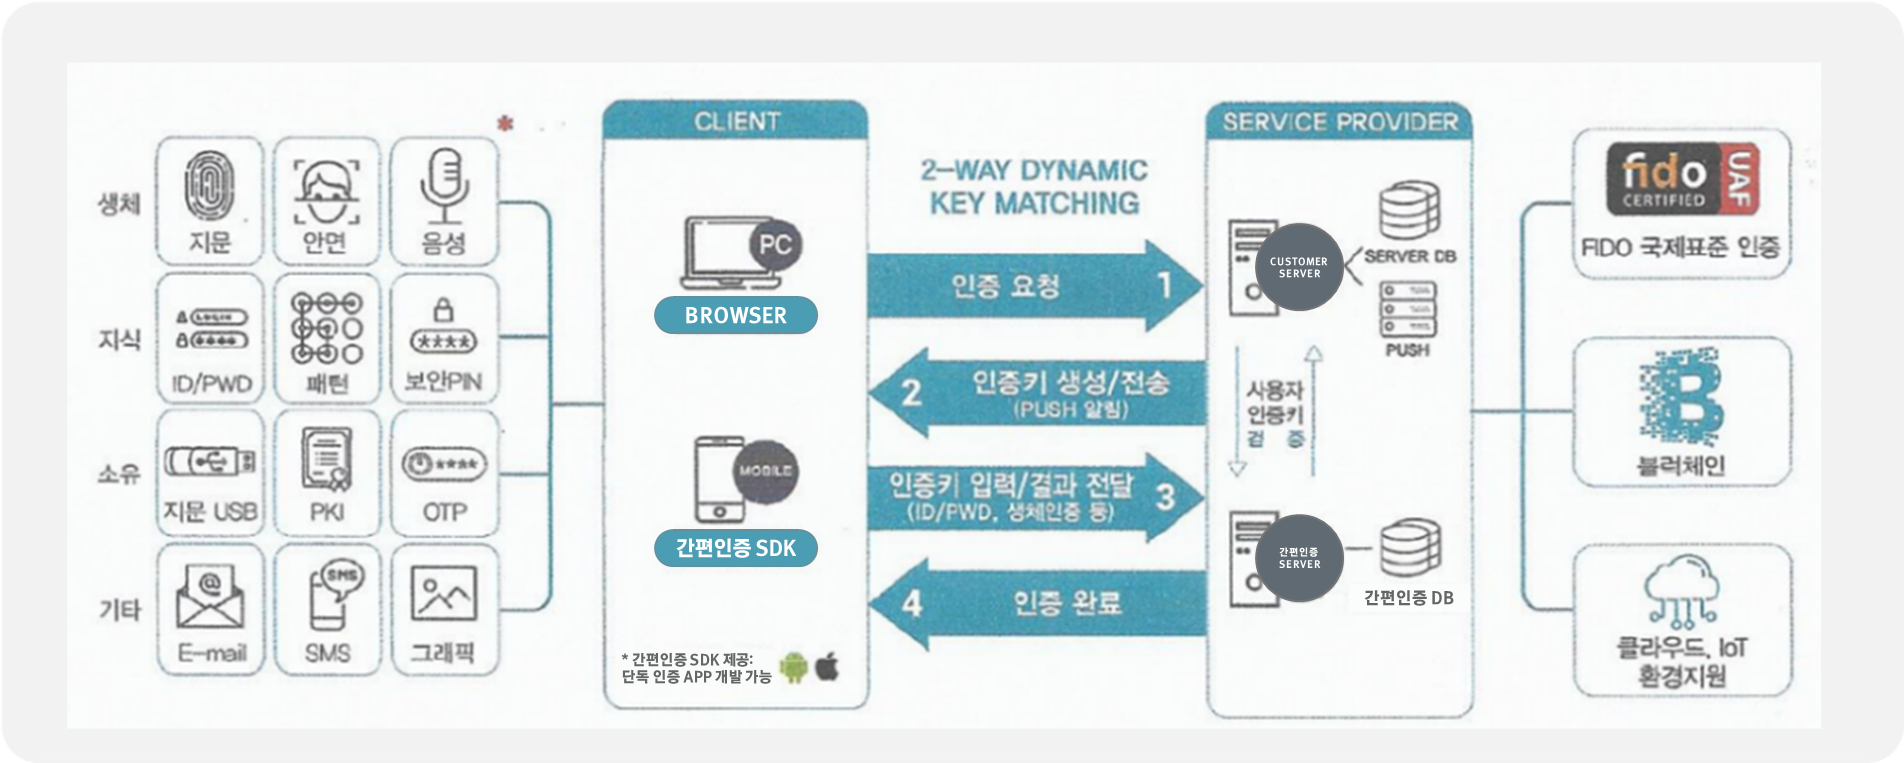 *
생체
지문
안면
음성
지식
LOGIN
****
ID/PWD
패턴
****
보안PIN
소유
지문 USB
PKI
****
OTP
기타
@
E-mail
SMS
SMS
그래픽
CLIENT
PC
BROWSER
MOBILE
간편인증 SDK
* 간편인증 SDK 제공:
단독 인증 APP 개발 가능
2-WAY DYNAMIC
KEY MATCHING
인증 요청 1
2 인증키 생성/전송
(PUSH 알림)
인증키 입력/결과 전달 3
(ID/PWD, 생체인증 등)
4 인증 완료
SERVICE PROVIDER
CUSTOMER
SERVER
SERVER DB
PUSH
사용자
인증키
검 증
간편인증
SERVER
간편인증 DB
fido
CERTIFIED
UAF
FIDO 국제표준 인증
블러체인
클라우드, IoT
환경지원